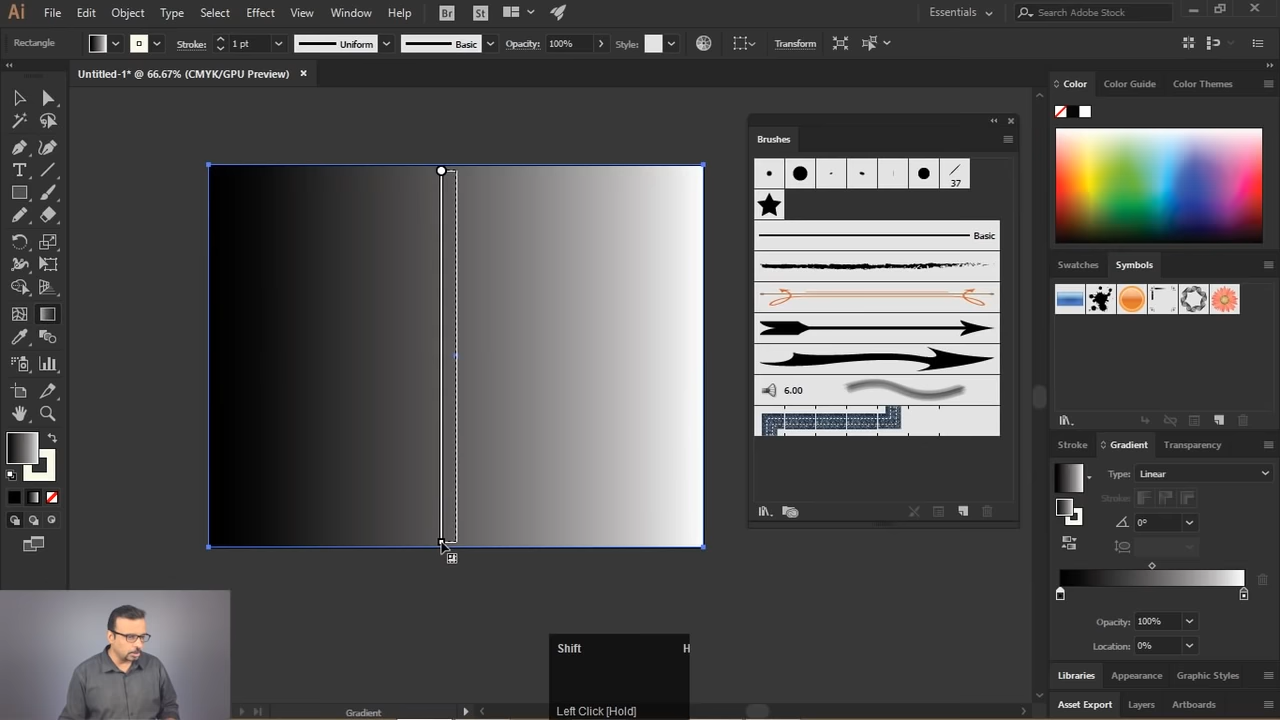 Ai File Edit Object Type Select Effect View Window Help Br St Essentials Search Adobe Stock
Rectangle Stroke: 1 pt Uniform Basic Opacity: 100% Style: Transform
Untitled-1* @ 66.67% (CMYK/GPU Preview)
Brushes
37
Basic
6.00
Color Color Guide Color Themes
Swatches Symbols
Stroke Gradient Transparency
Type: Linear
Stroke:
0°
Opacity: 100%
Location: 0%
Libraries Appearance Graphic Styles
Asset Export Layers Artboards
Shift H
Left Click [Hold]
Gradient